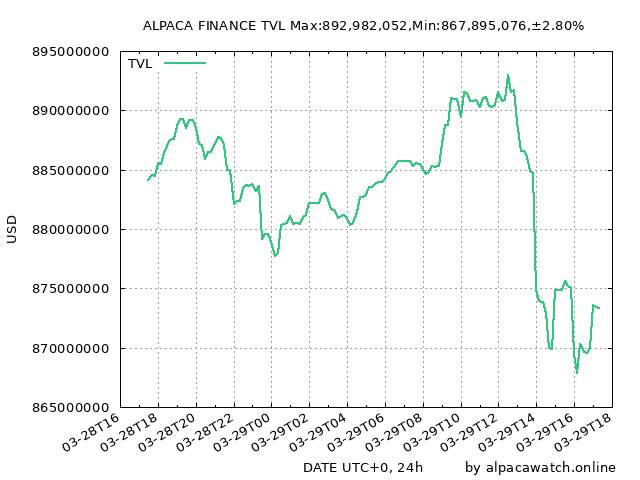 ALPACA FINANCE TVL Max:892,982,052,Min:867,895,076,±2.80%
895000000
TVL
890000000
885000000
880000000
875000000
870000000
865000000
USD
03-28T16
03-28T18
03-28T20
03-28T22
03-29T00
03-29T02
03-29T04
03-29T06
03-29T08
03-29T10
03-29T12
03-29T14
03-29T16
03-29T18
DATE UTC+0, 24h
by alpacawatch.online